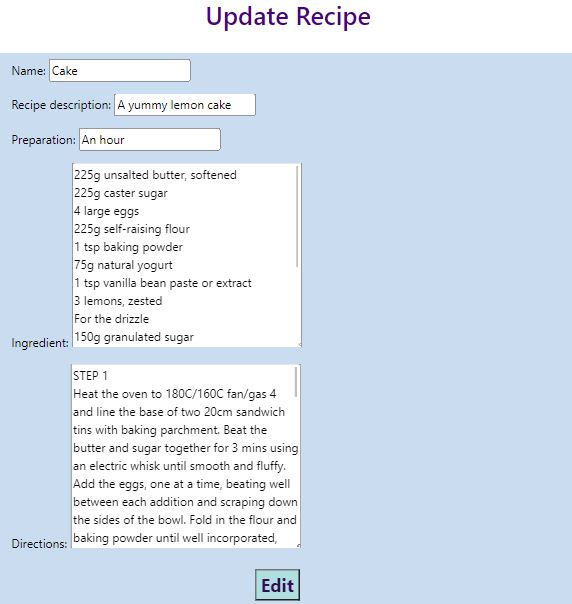 Update Recipe
Name: Cake
Recipe description: A yummy lemon cake
Preparation: An hour
225g unsalted butter, softened
225g caster sugar
4 large eggs
225g self-raising flour
1 tsp baking powder
75g natural yogurt
1 tsp vanilla bean paste or extract
3 lemons, zested
For the drizzle
150g granulated sugar
Ingredient:
STEP 1
Heat the oven to 180C/160C fan/gas 4
and line the base of two 20cm sandwich
tins with baking parchment. Beat the
butter and sugar together for 3 mins using
an electric whisk until smooth and fluffy.
Add the eggs, one at a time, beating well
between each addition and scraping down
the sides of the bowl. Fold in the flour and
baking powder until well incorporated,
Directions:
Edit